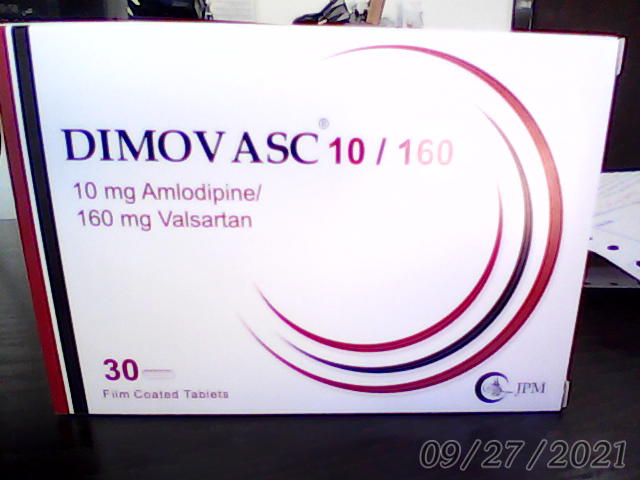 DIMOVASC® 10 / 160
10 mg Amlodipine/
160 mg Valsartan
30
Film Coated Tablets
JPM
09/27/2021